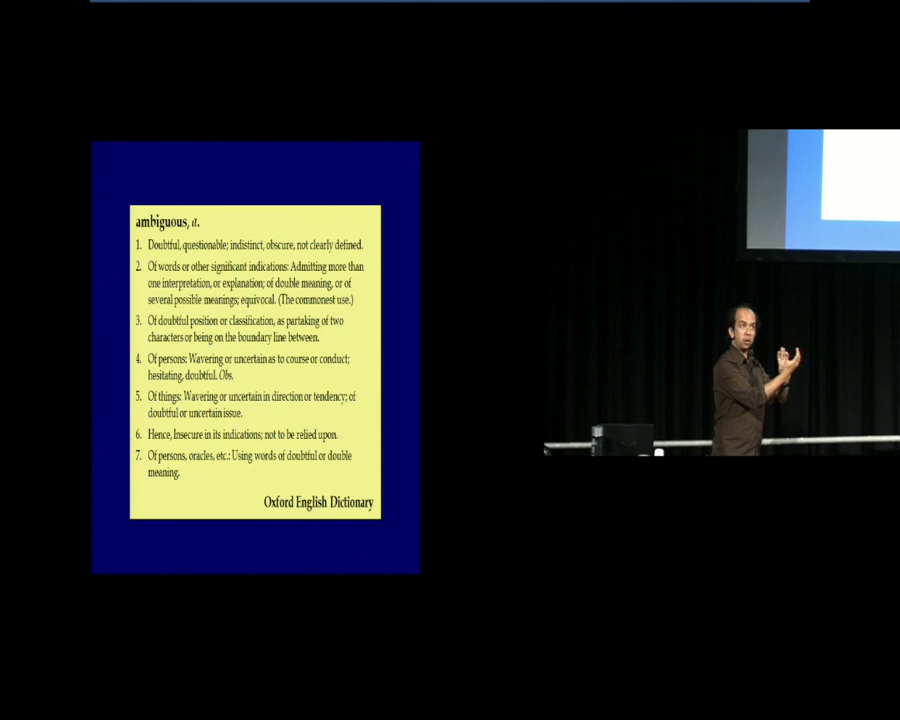 ambiguous, a.
1. Doubtful, questionable; indistinct, obscure, not clearly defined.
2. Of words or other significant indications: Admitting more than
one interpretation, or explanation; of double meaning, or of
several possible meanings; equivocal. (The commonest use.)
3. Of doubtful position or classification, as partaking of two
characters or being on the boundary line between.
4. Of persons: Wavering or uncertain as to course or conduct;
hesitating, doubtful. Obs.
5. Of things: Wavering or uncertain in direction or tendency; of
doubtful or uncertain issue.
6. Hence, Insecure in its indications; not to be relied upon.
7. Of persons, oracles, etc.: Using words of doubtful or double
meaning.
Oxford English Dictionary